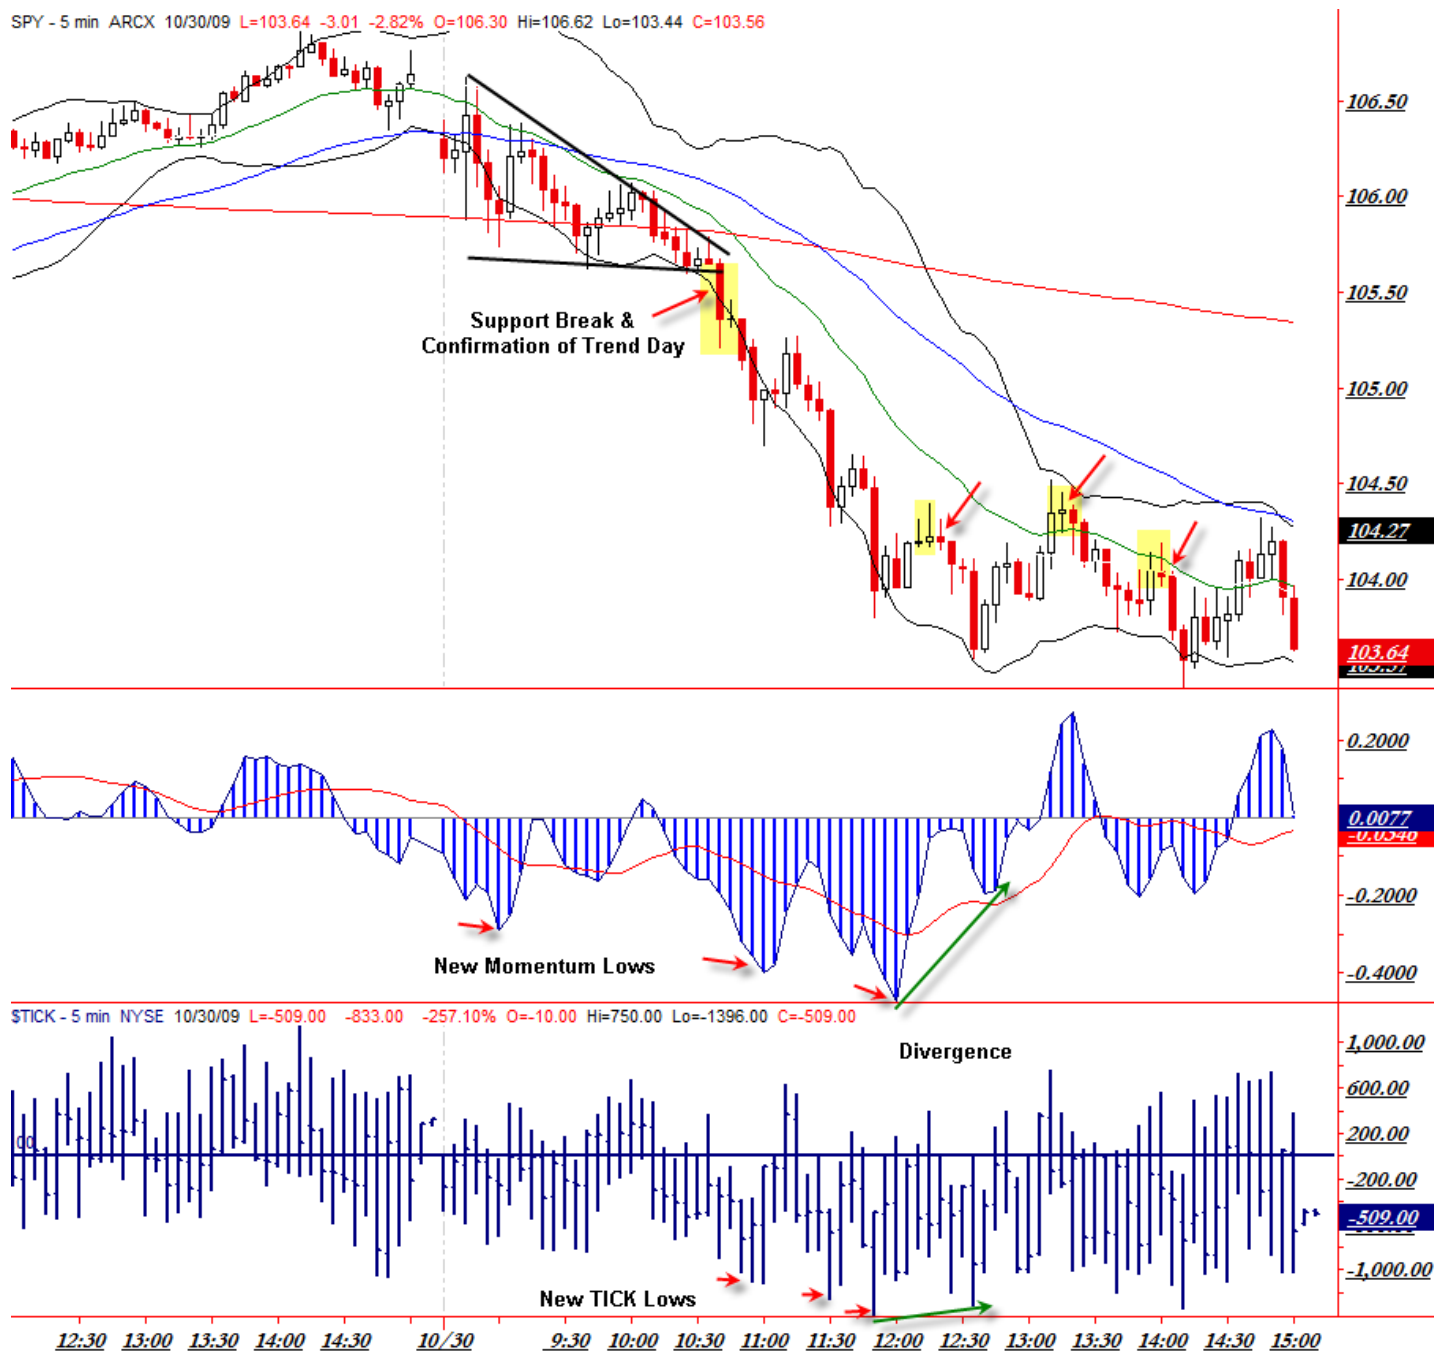 SPY - 5 min ARCX 10/30/09 L=103.64 -3.01 -2.82% O=106.30 Hi=106.62 Lo=103.44 C=103.56
106.50
106.00
105.50
Support Break &
Confirmation of Trend Day
105.00
104.50
104.27
104.00
103.64
0.2000
0.0077
-0.2000
New Momentum Lows
-0.4000
$TICK - 5 min NYSE 10/30/09 L=-509.00 -833.00 -257.10% O=-10.00 Hi=750.00 Lo=-1396.00 C=-509.00
1,000.00
Divergence
600.00
200.00
00
-200.00
-509.00
-1,000.00
New TICK Lows
12:30 13:00 13:30 14:00 14:30 10/30 9:30 10:00 10:30 11:00 11:30 12:00 12:30 13:00 13:30 14:00 14:30 15:00